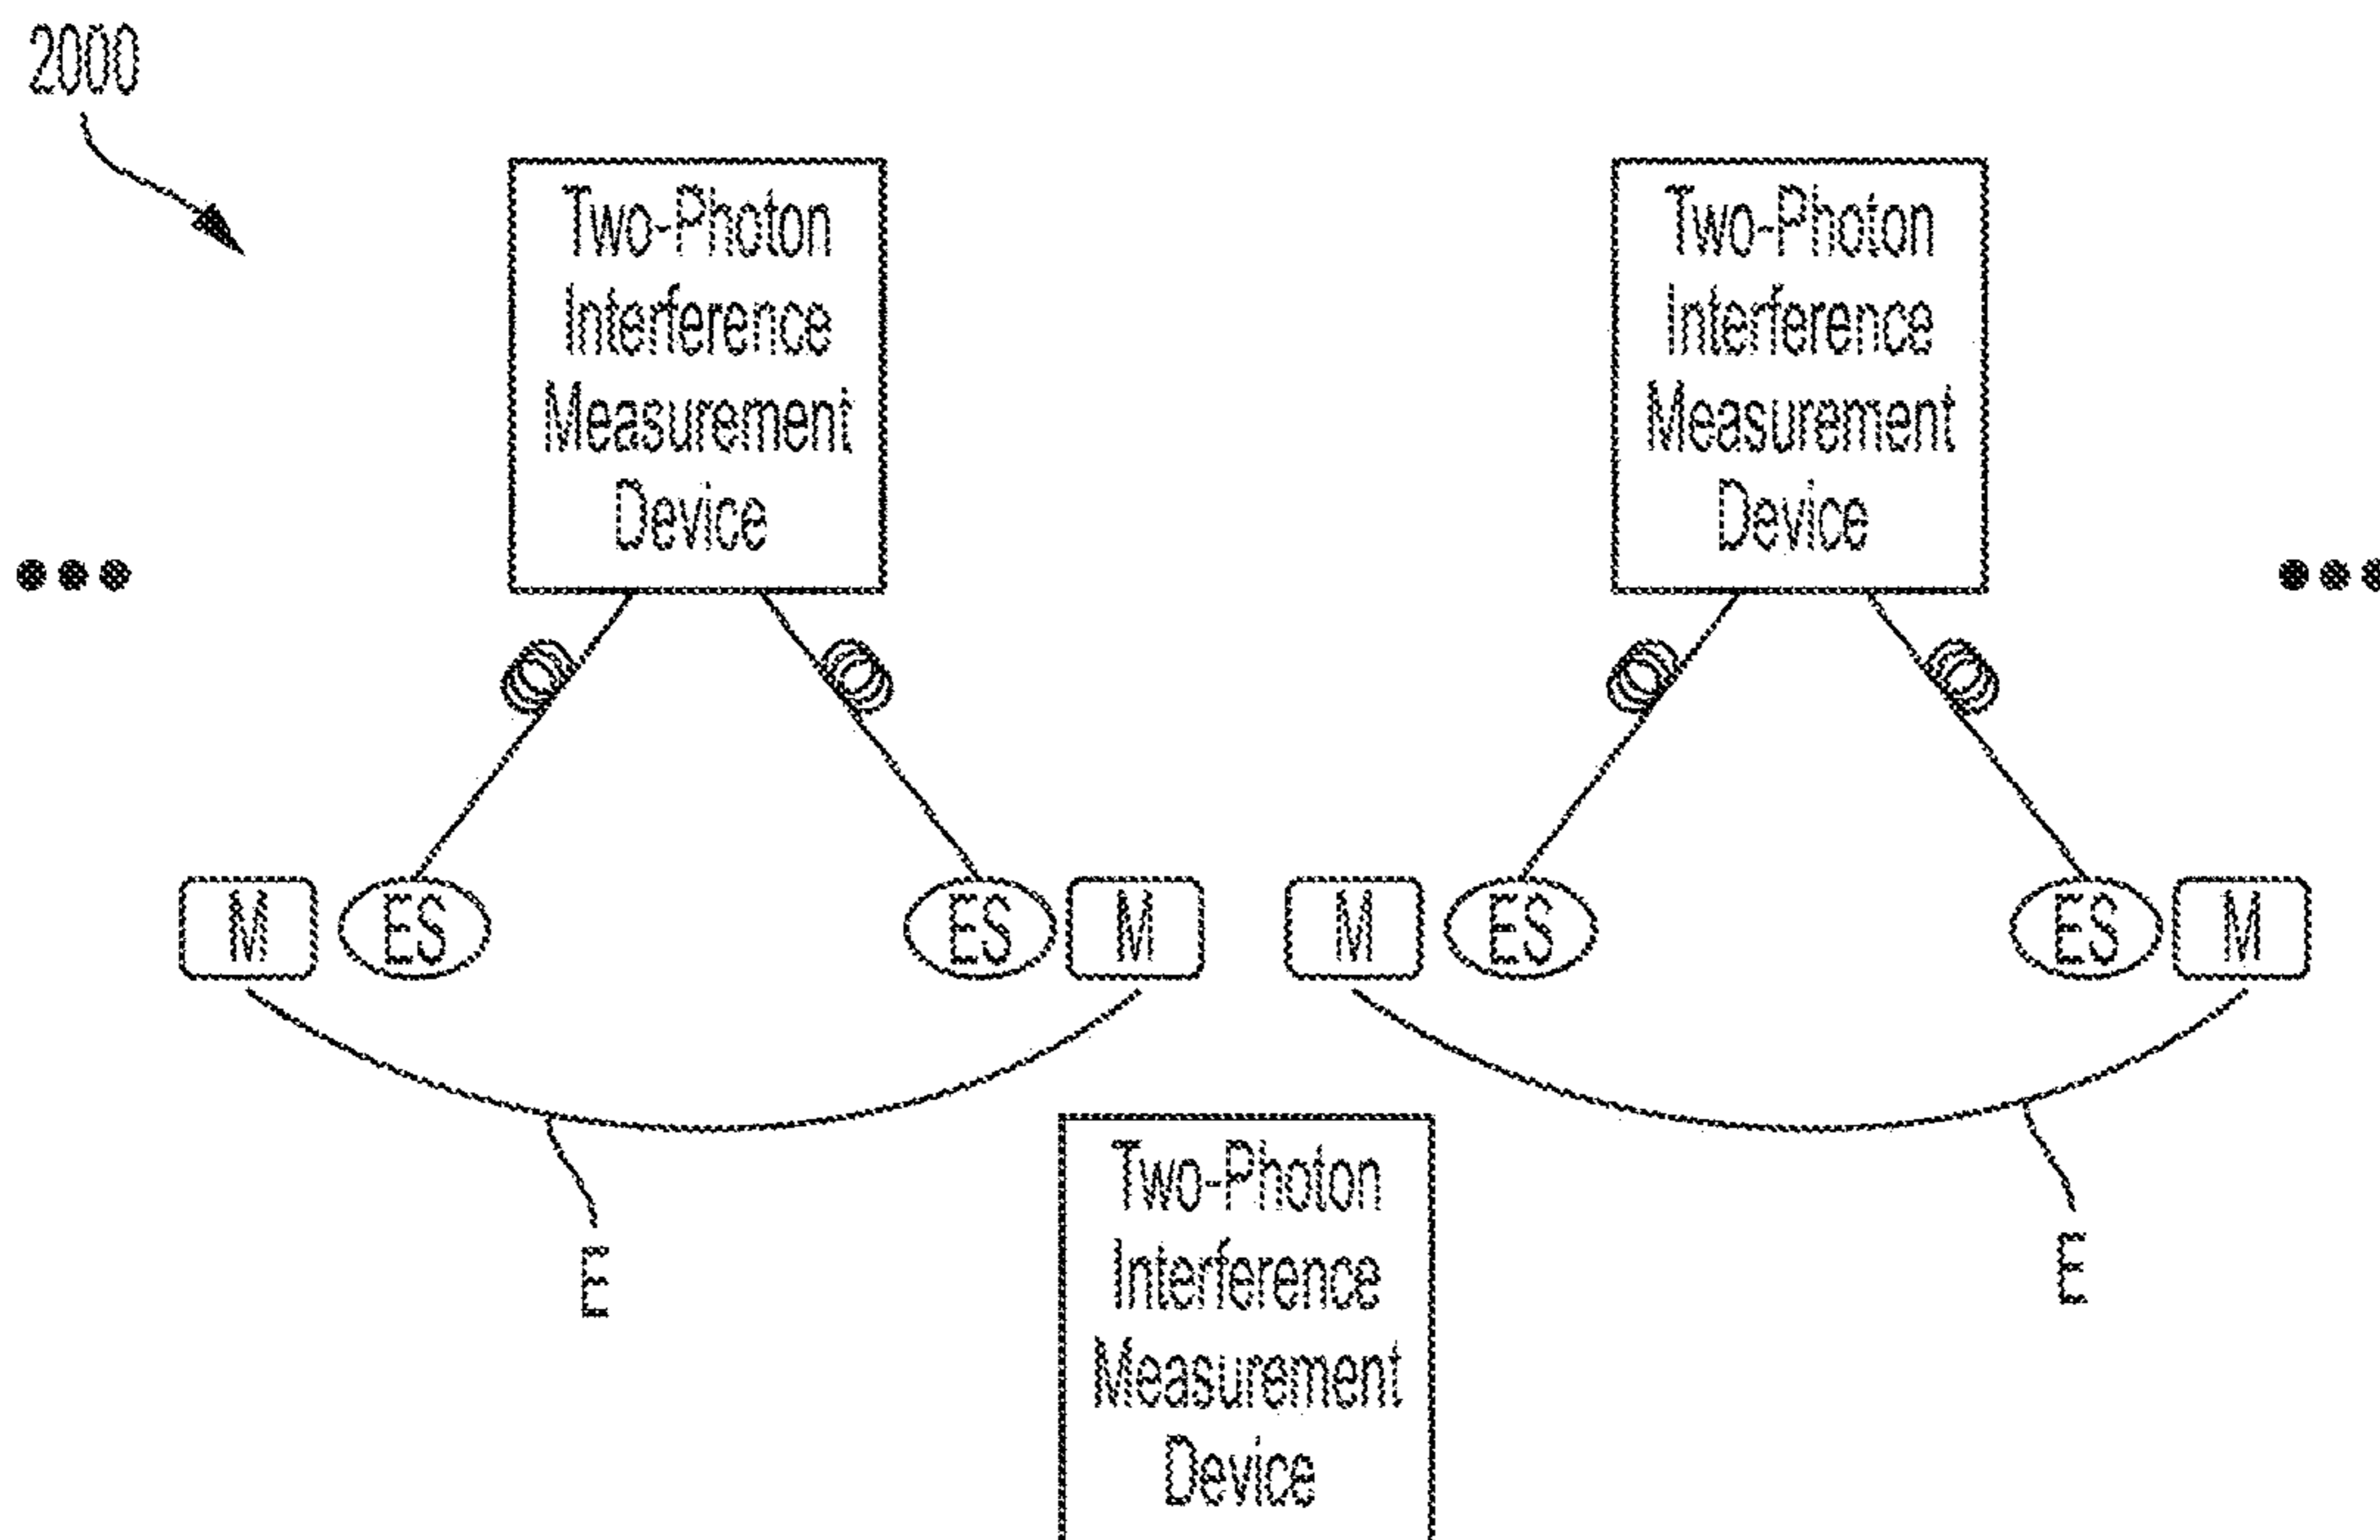 2000
Two-Photon
Interference
Measurement
Device
Two-Photon
Interference
Measurement
Device
M ES ES M M ES ES M
E
E
Two-Photon
Interference
Measurement
Device